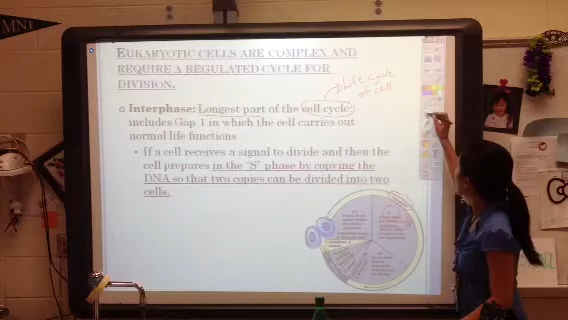 MNI
EUKARYOTIC CELLS ARE COMPLEX AND
REQUIRE A REGULATED CYCLE FOR
DIVISION.
life cycle
of cell
Interphase: Longest part of the cell cycle
includes Gap 1 in which the cell carries out
normal life functions
• If a cell receives a signal to divide and then the
cell prepares in the "S" phase by copying the
DNA so that two copies can be divided into two
cells.